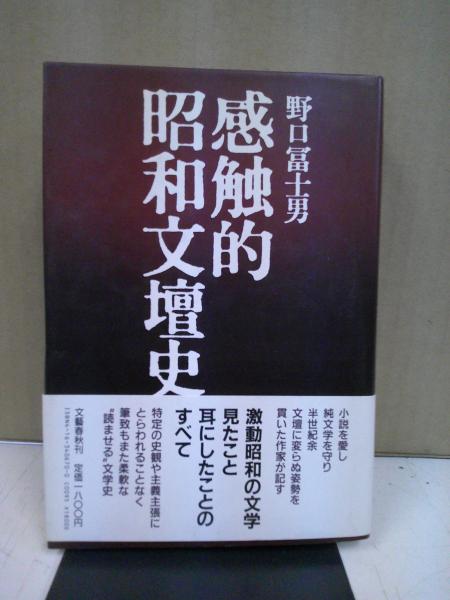 野口冨士男
感触的
昭和文壇史
小説を愛し
純文学を守り
半世紀余
文壇に変らぬ姿勢を
貫いた作家が記す
激動昭和の文学
見たこと
耳にしたことの
すべて
特定の史観や主義主張に
とらわれることなく
筆致もまた柔軟な
“読ませる”文学史
文藝春秋刊
定価一八〇〇円